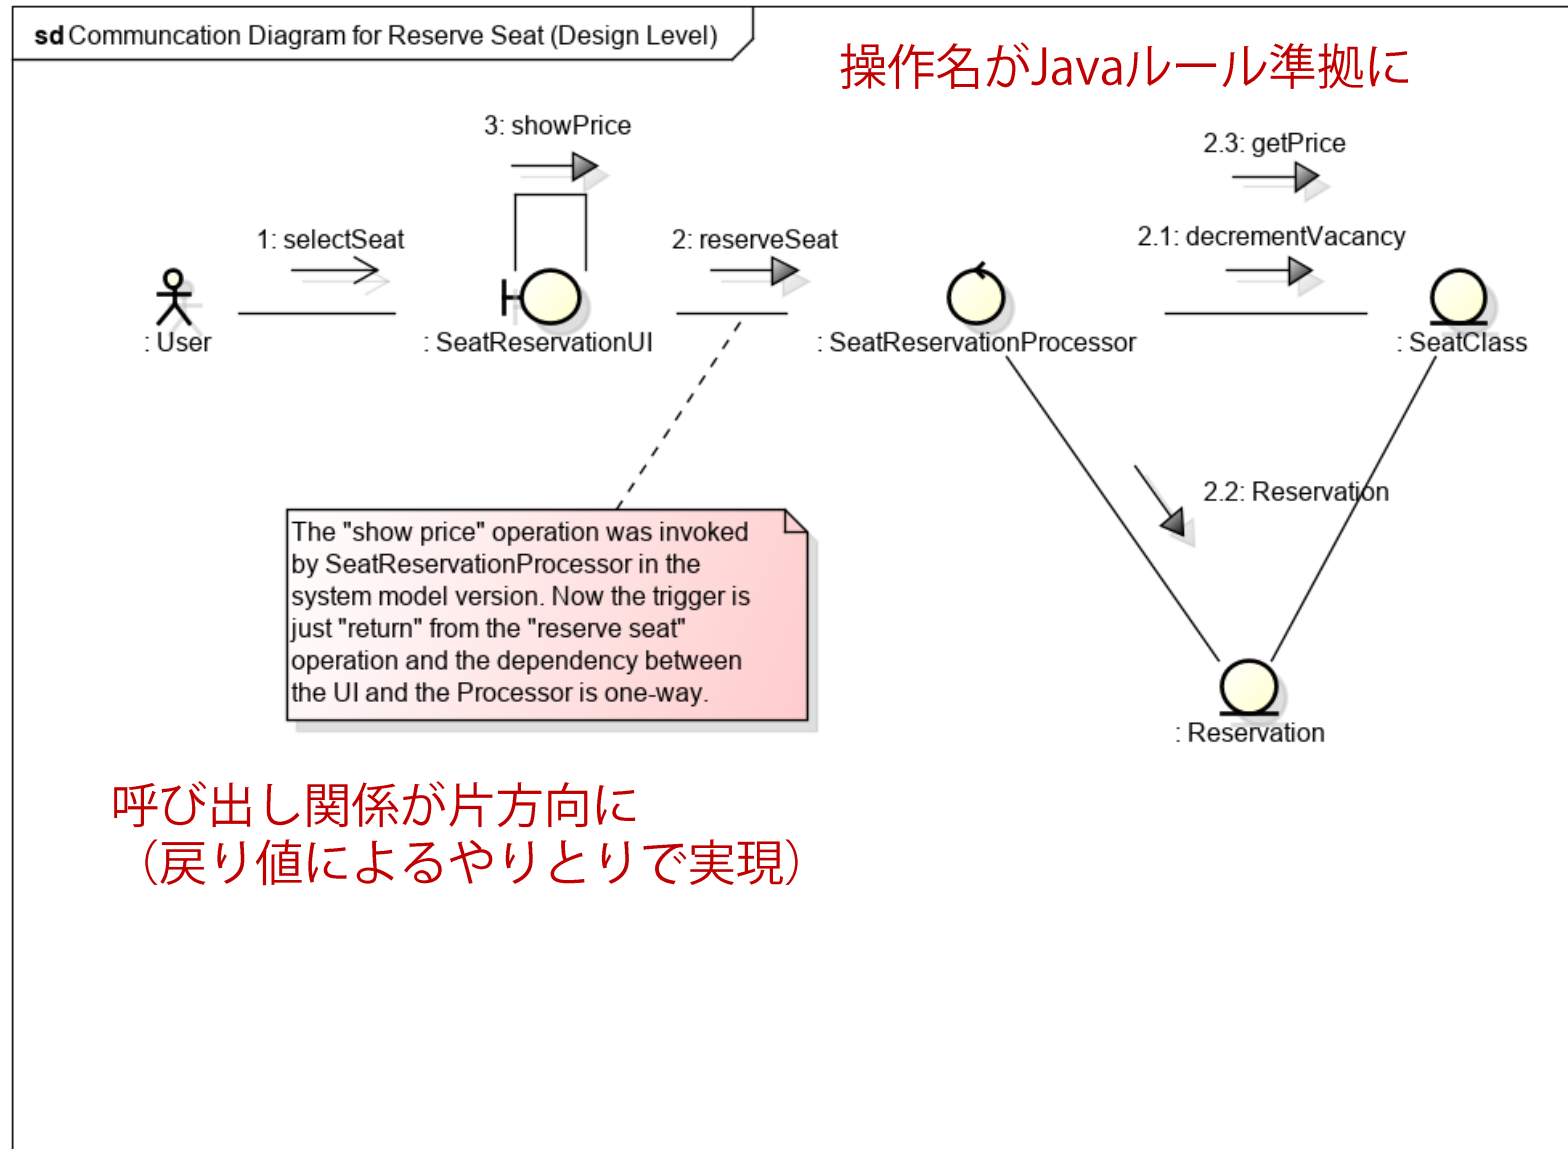 sd Communcation Diagram for Reserve Seat (Design Level)
操作名がJavaルール準拠に
3: showPrice
2.3: getPrice
1: selectSeat
2: reserveSeat
2.1: decrementVacancy
: User
: SeatReservationUI
: SeatReservationProcessor
: SeatClass
2.2: Reservation
The "show price" operation was invoked
by SeatReservationProcessor in the
system model version. Now the trigger is
just "return" from the "reserve seat"
operation and the dependency between
the UI and the Processor is one-way.
: Reservation
呼び出し関係が片方向に
（戻り値によるやりとりで実現）